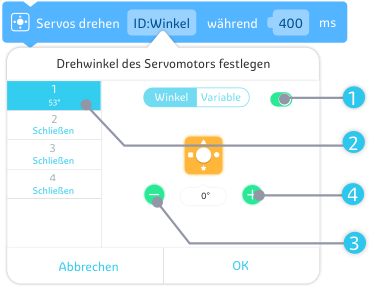 Servos drehen ID:Winkel während 400 ms
Drehwinkel des Servomotors festlegen
1
53°
2
Schließen
3
Schließen
4
Schließen
Winkel Variable
0°
Abbrechen OK
1
2
4
3